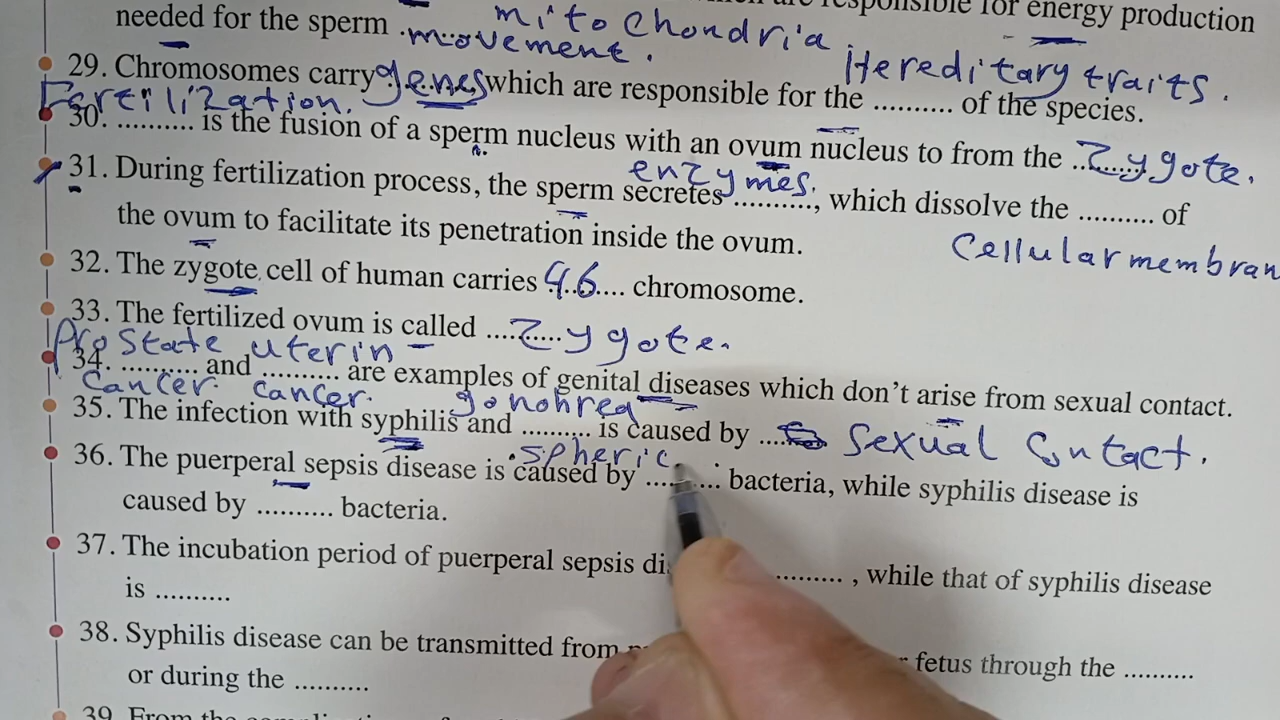 responsible for energy production
needed for the sperm .movement.
mitochondria
Hereditary traits.
29. Chromosomes carry genes which are responsible for the .......... of the species.
Fertilization.
30. .......... is the fusion of a sperm nucleus with an ovum nucleus to from the ..Zygote.
enzymes.
31. During fertilization process, the sperm secretes .........., which dissolve the .......... of
the ovum to facilitate its penetration inside the ovum.
Cellular membran
32. The zygote cell of human carries 46.... chromosome.
33. The fertilized ovum is called ....Zygote.
Prostate uterin
34. .......... and .......... are examples of genital diseases which don't arise from sexual contact.
cancer. cancer. gonohrea
35. The infection with syphilis and .......... is caused by .... Sexual Contact.
spheric
36. The puerperal sepsis disease is caused by .......... bacteria, while syphilis disease is
caused by .......... bacteria.
37. The incubation period of puerperal sepsis .......... , while that of syphilis disease
is ..........
38. Syphilis disease can be transmitted from fetus through the ..........
or during the ..........
39. From the